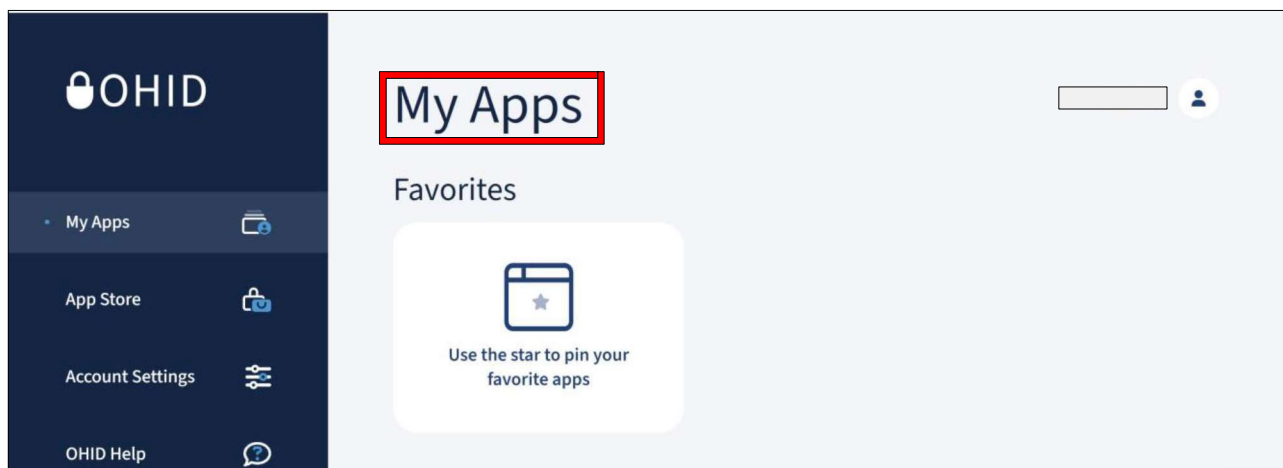 OHID
My Apps
Favorites
My Apps
App Store
Use the star to pin your
favorite apps
Account Settings
OHID Help